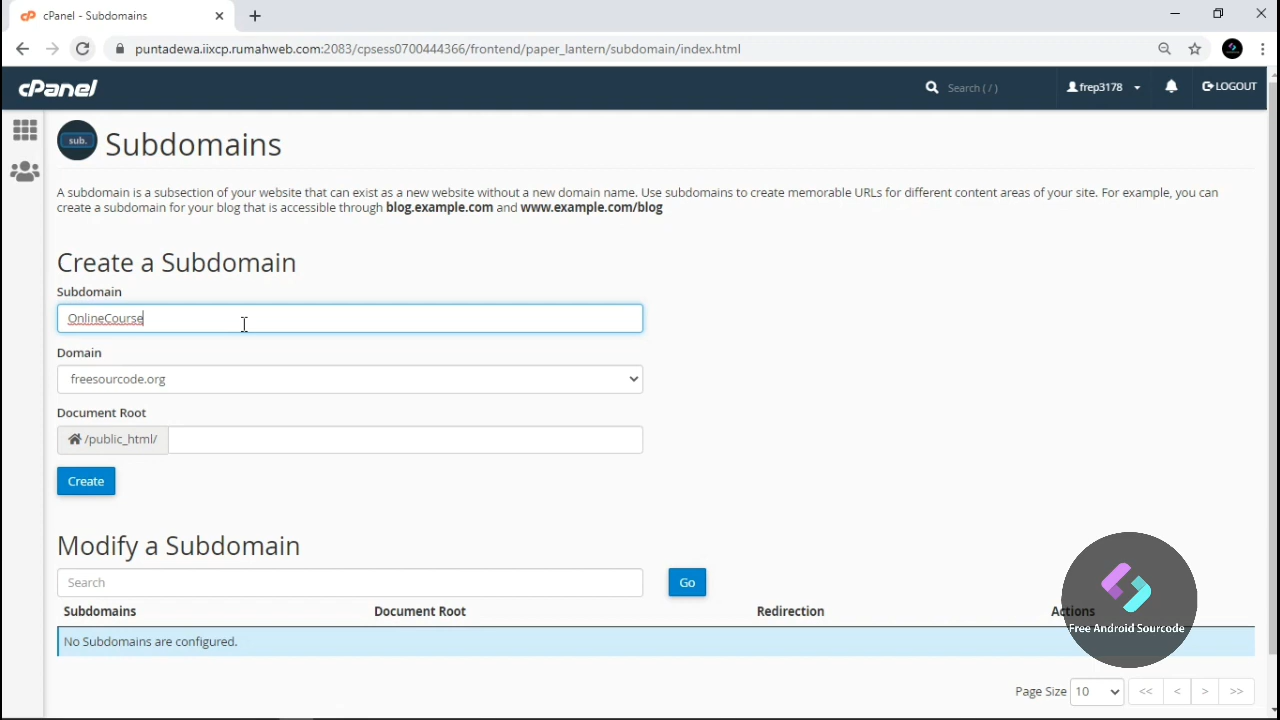 cPanel - Subdomains
puntadewa.iixcp.rumahweb.com:2083/cpsess0700444366/frontend/paper_lantern/subdomain/index.html
cPanel
Search ( / )
frep3178
LOGOUT
sub.
Subdomains
A subdomain is a subsection of your website that can exist as a new website without a new domain name. Use subdomains to create memorable URLs for different content areas of your site. For example, you can
create a subdomain for your blog that is accessible through blog.example.com and www.example.com/blog
Create a Subdomain
Subdomain
OnlineCourse
Domain
freesourcode.org
Document Root
/public_html/
Create
Modify a Subdomain
Search
Go
Subdomains Document Root Redirection Actions
Free Android Sourcode
No Subdomains are configured.
Page Size 10 << < > >>